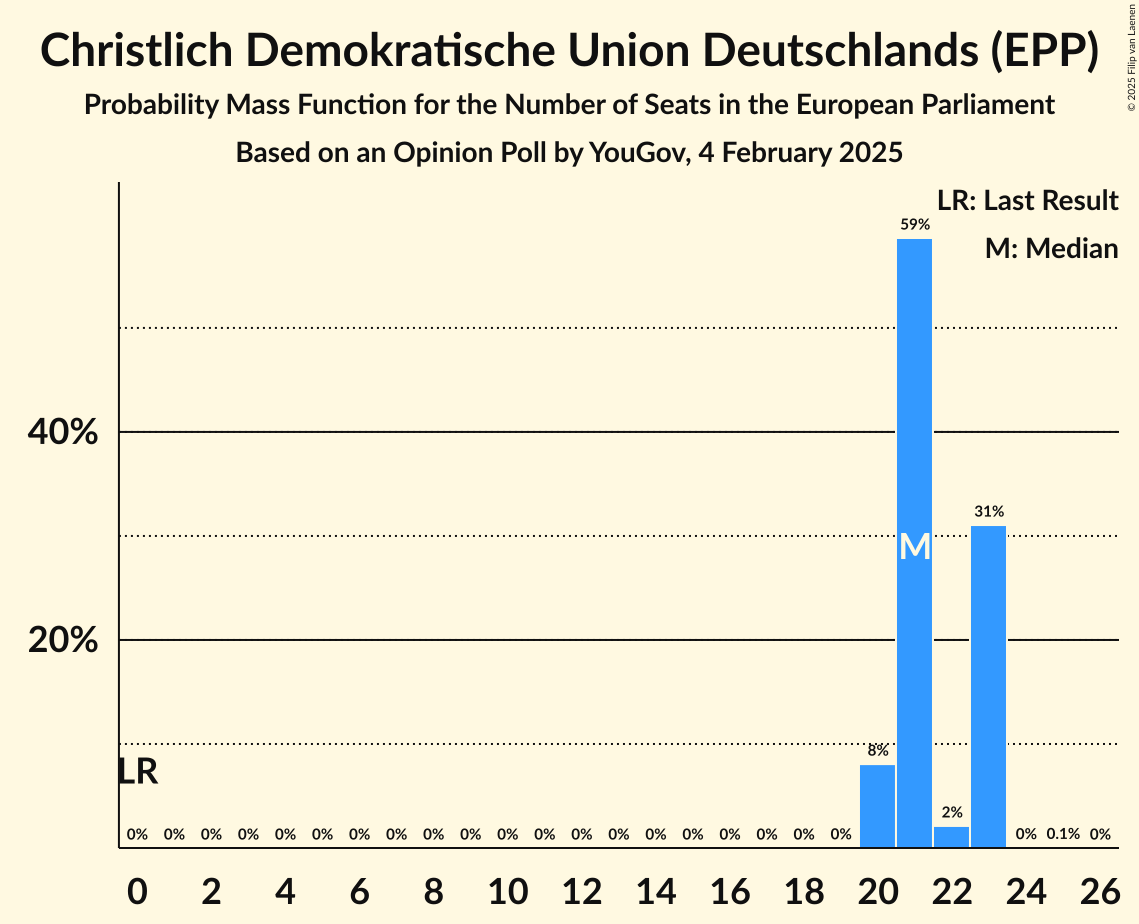 Christlich Demokratische Union Deutschlands (EPP)
Probability Mass Function for the Number of Seats in the European Parliament
Based on an Opinion Poll by YouGov, 4 February 2025
© 2025 Filip van Laenen
LR: Last Result
M: Median
59%
40%
31%
M
20%
8%
LR
2%
0% 0% 0% 0% 0% 0% 0% 0% 0% 0% 0% 0% 0% 0% 0% 0% 0% 0% 0% 0% 0% 0.1% 0%
0 2 4 6 8 10 12 14 16 18 20 22 24 26